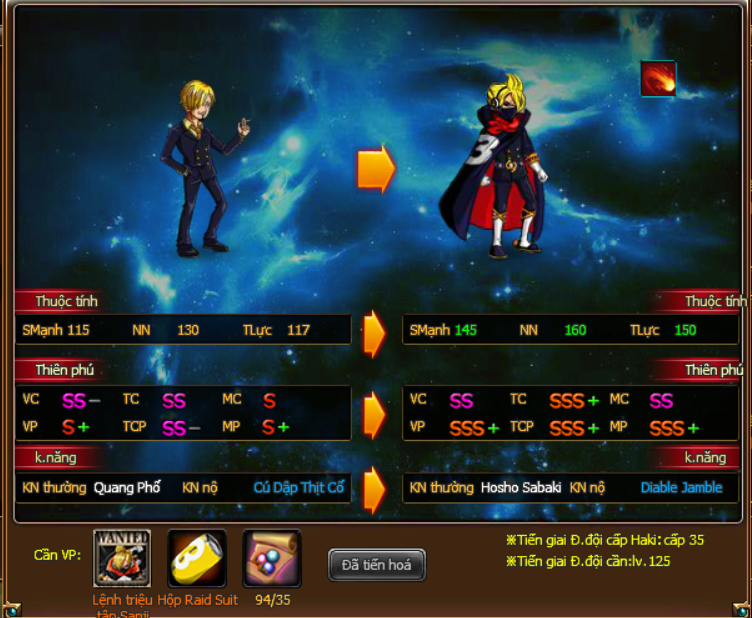 Thuộc tính Thuộc tính
SMạnh 115 NN 130 TLực 117 SMạnh 145 NN 160 TLực 150
Thiên phú Thiên phú
VC SS- TC SS MC S VC SS TC SSS+ MC SS
VP S+ TCP SS- MP S+ VP SSS+ TCP SSS+ MP SSS+
k.năng k.năng
KN thường Quang Phổ KN nộ Cú Dập Thịt Cổ KN thường Hosho Sabaki KN nộ Diable Jamble
※Tiến giai Đ.đội cấp Haki: cấp 35
Cần VP: WANTED Đã tiến hoá ※Tiến giai Đ.đội cần:lv.125
Lệnh triệu Hộp Raid Suit 94/35
tập Sanji